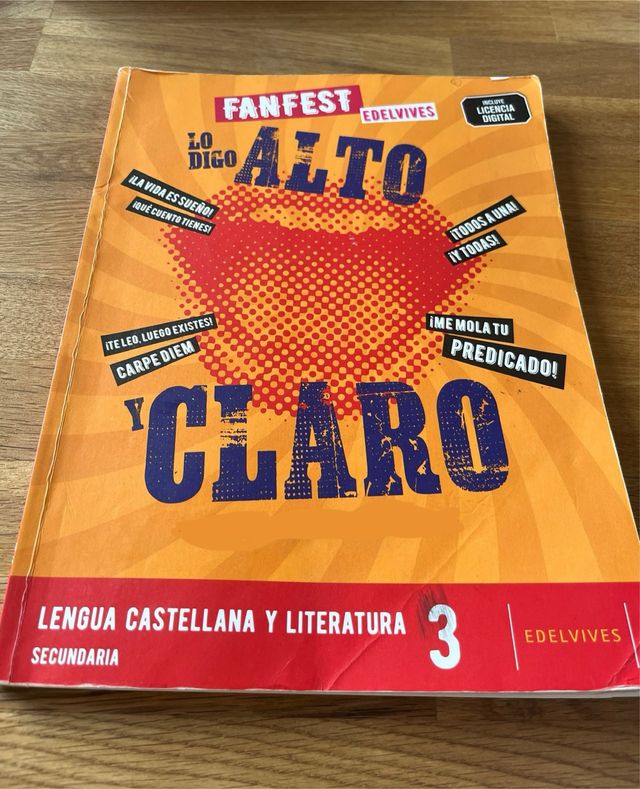 FANFEST
EDELVIVES
INCLUYE
LICENCIA
DIGITAL
LO
DIGO
ALTO
¡LA VIDA ES SUEÑO!
¡QUÉ CUENTO TIENES!
¡TODOS A UNA!
¡Y TODAS!
¡TE LEO, LUEGO EXISTES!
CARPE DIEM
¡ME MOLA TU
PREDICADO!
Y CLARO
LENGUA CASTELLANA Y LITERATURA 3
SECUNDARIA
EDELVIVES